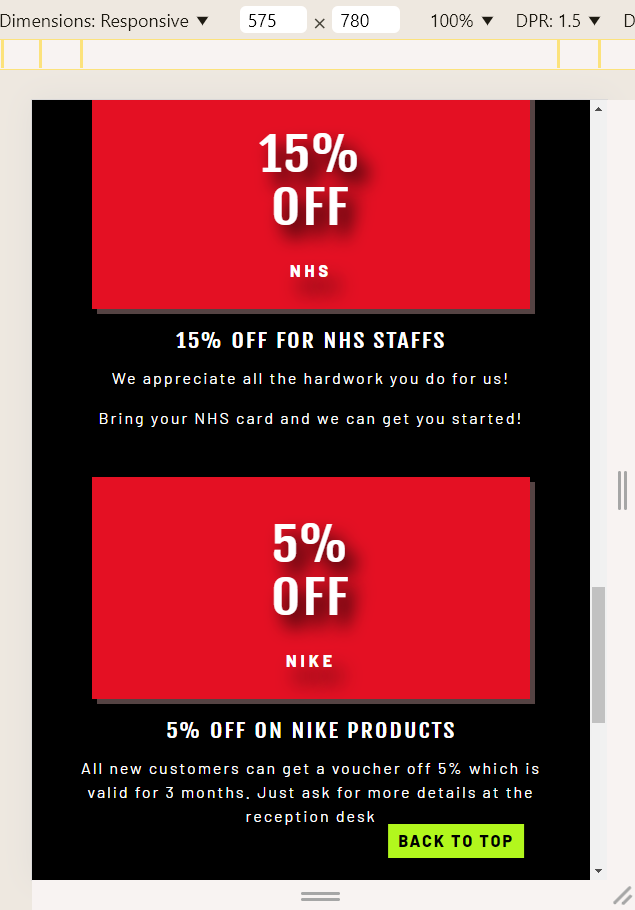 Dimensions: Responsive ▼ 575 × 780 100% ▼ DPR: 1.5 ▼ D
15%
OFF
NHS
15% OFF FOR NHS STAFFS
We appreciate all the hardwork you do for us!
Bring your NHS card and we can get you started!
5%
OFF
NIKE
5% OFF ON NIKE PRODUCTS
All new customers can get a voucher off 5% which is
valid for 3 months. Just ask for more details at the
reception desk
BACK TO TOP